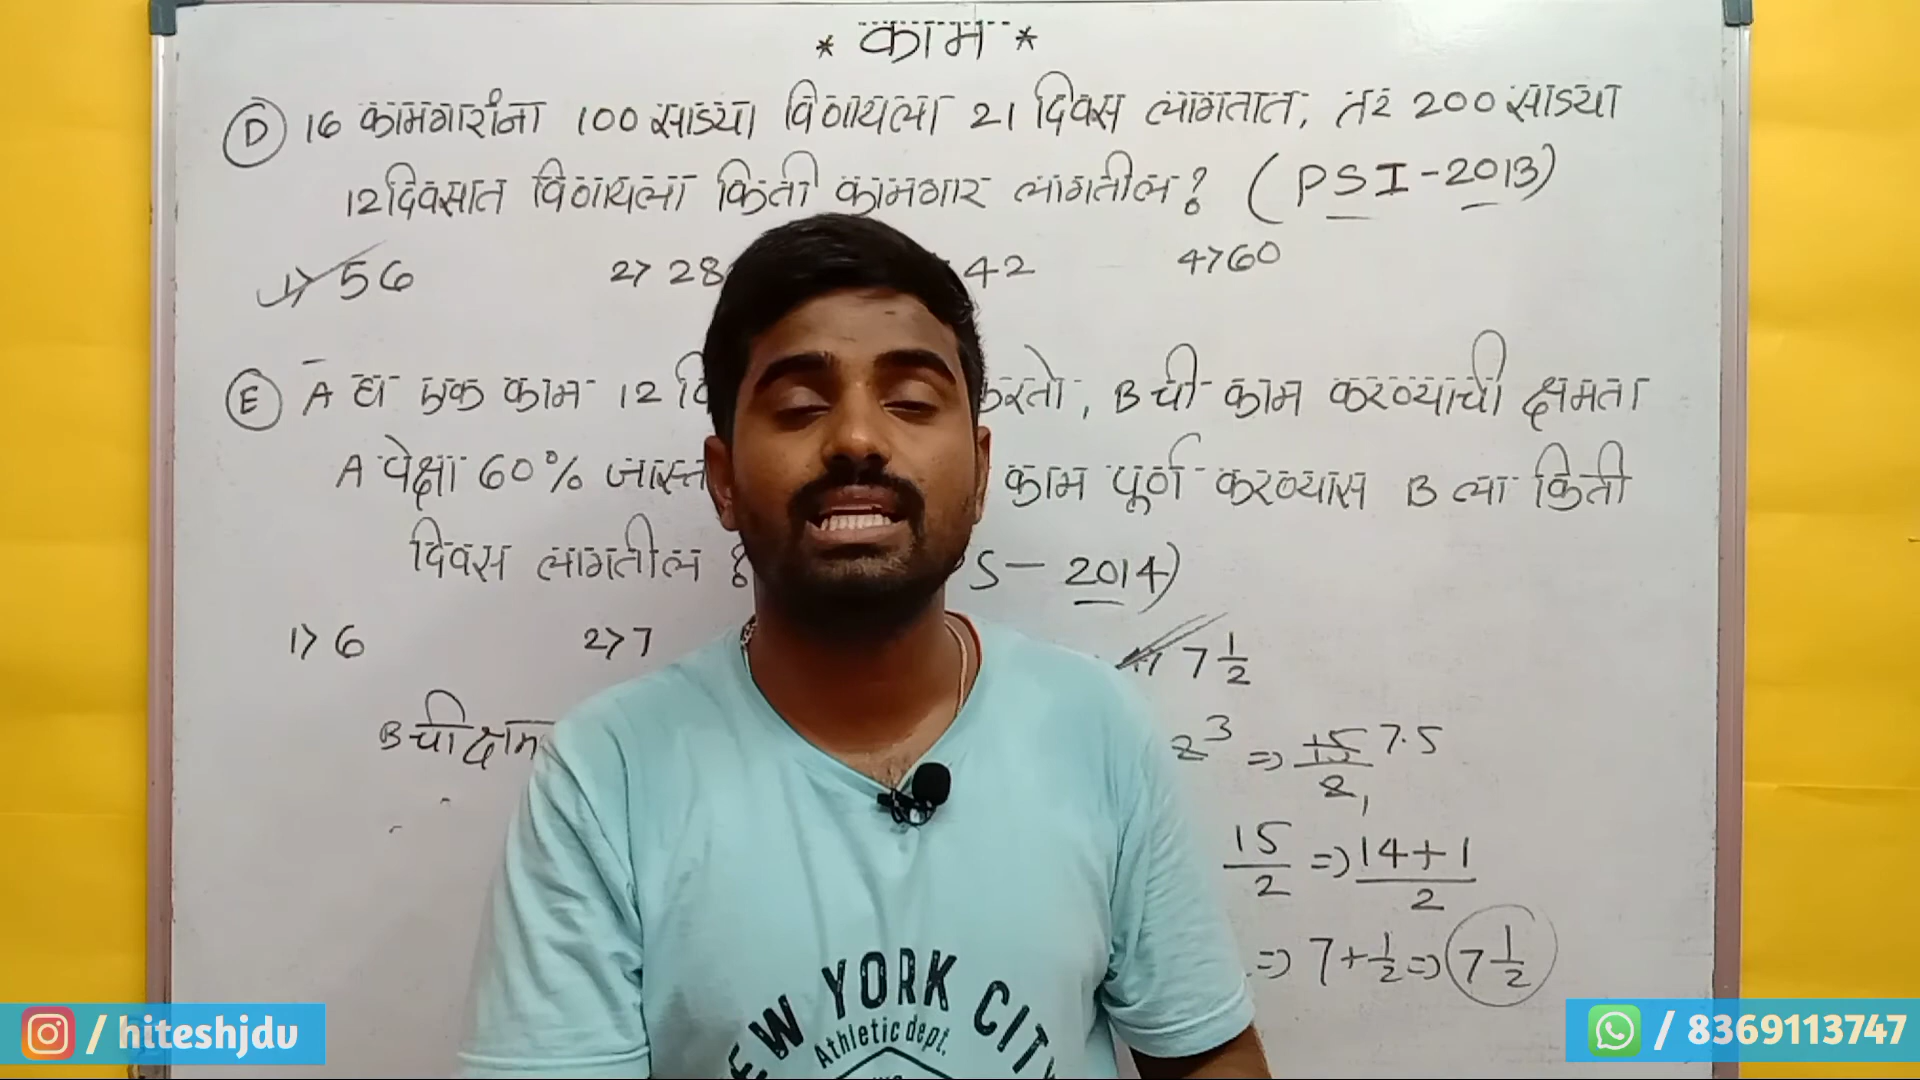 * काम *
(D) 16 कामगारांना 100 साड्या विणायला 21 दिवस लागतात, तर 200 साड्या
12 दिवसात विणायला किती कामगार लागतील? (PSI-2013)
1> 56 2> 28 42 4> 60
(E) A हा एक काम 12 करतो, B ची काम करण्याची क्षमता
A पेक्षा 60% जास्त काम पूर्ण करण्यास B ला किती
दिवस लागतील ? S - 2014)
1> 6 2> 7 7 1/2
B ची क्षम
3 => 15/2 7.5
15/2 => 14+1/2
=> 7+1/2 => 7 1/2
NEW YORK CITY
Athletic dept.
/ hiteshjdu
/ 8369113747